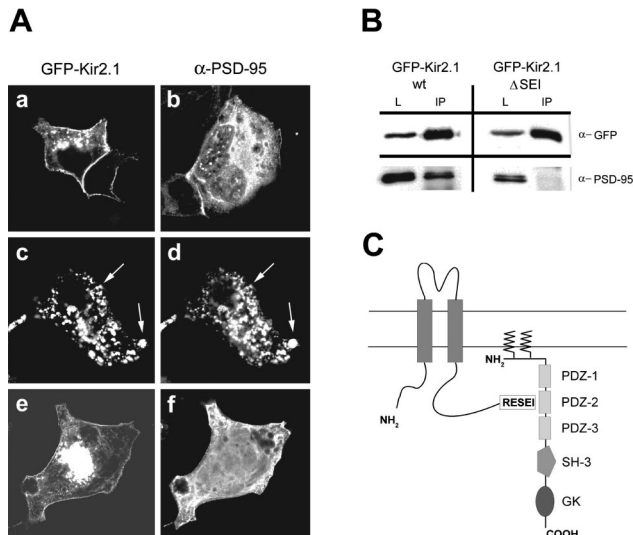 A
GFP-Kir2.1 α-PSD-95
a b
c d
e f
B
GFP-Kir2.1 GFP-Kir2.1
wt ΔSEI
L IP L IP
α-GFP
α-PSD-95
C
NH2
PDZ-1
RESEI PDZ-2
NH2
PDZ-3
SH-3
GK
COOH